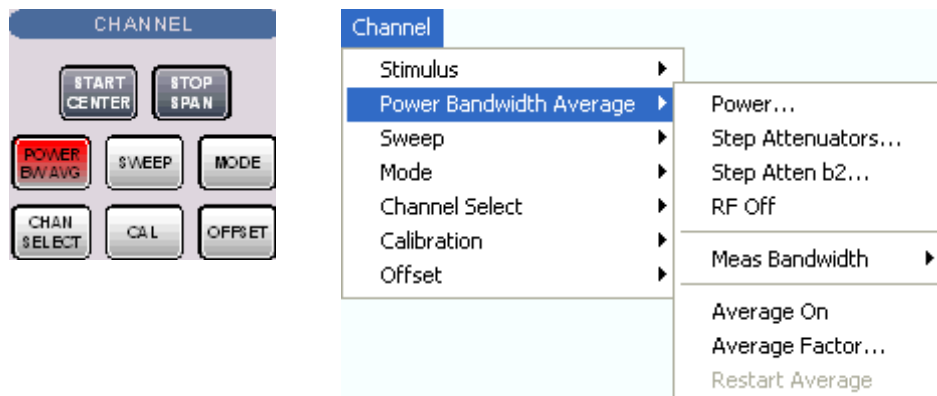 CHANNEL
START
CENTER
STOP
SPAN
POWER
BW AVG
SWEEP
MODE
CHAN
SELECT
CAL
OFFSET
Channel
Stimulus
Power Bandwidth Average
Sweep
Mode
Channel Select
Calibration
Offset
Power...
Step Attenuators...
Step Atten b2...
RF Off
Meas Bandwidth
Average On
Average Factor...
Restart Average